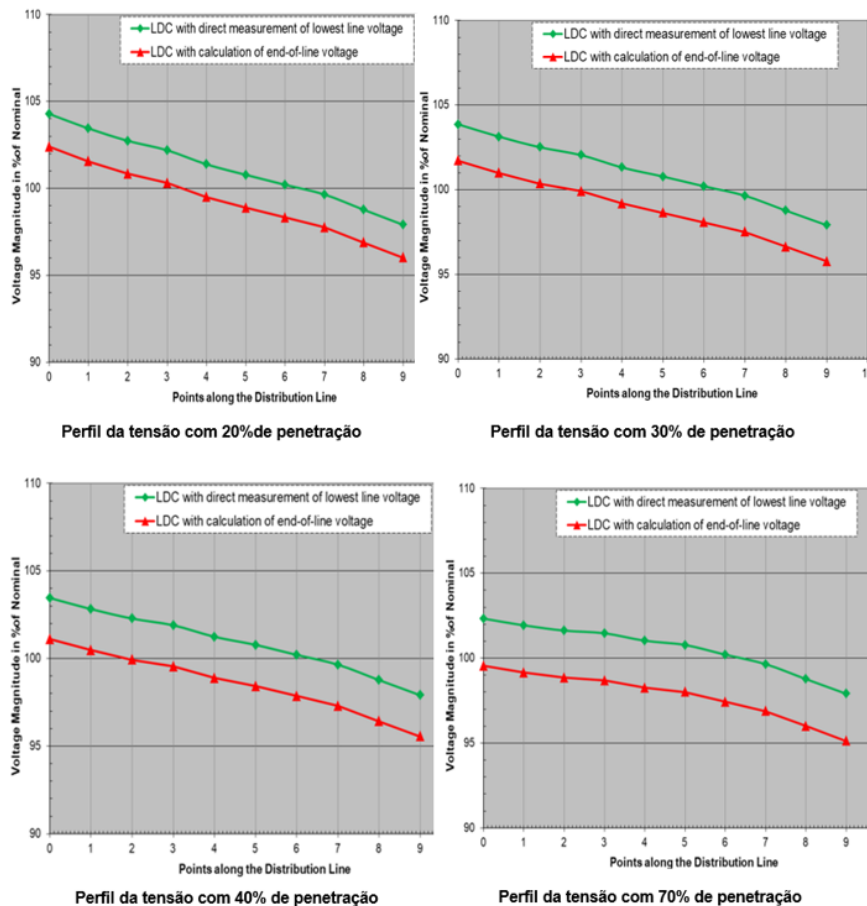 110
LDC with direct measurement of lowest line voltage
LDC with calculation of end-of-line voltage
105
100
95
90
Voltage Magnitude in %of Nominal
0 1 2 3 4 5 6 7 8 9
Points along the Distribution Line
Perfil da tensão com 20%de penetração
110
LDC with direct measurement of lowest line voltage
LDC with calculation of end-of-line voltage
105
100
95
90
Voltage Magnitude in %of Nominal
0 1 2 3 4 5 6 7 8 9 1
Points along the Distribution Line
Perfil da tensão com 30% de penetração
110
LDC with direct measurement of lowest line voltage
LDC with calculation of end-of-line voltage
105
100
95
90
Voltage Magnitude in %of Nominal
0 1 2 3 4 5 6 7 8 9
Points along the Distribution Line
Perfil da tensão com 40% de penetração
110
LDC with direct measurement of lowest line voltage
LDC with calculation of end-of-line voltage
105
100
95
90
Voltage Magnitude in %of Nominal
0 1 2 3 4 5 6 7 8 9
Points along the Distribution Line
Perfil da tensão com 70% de penetração